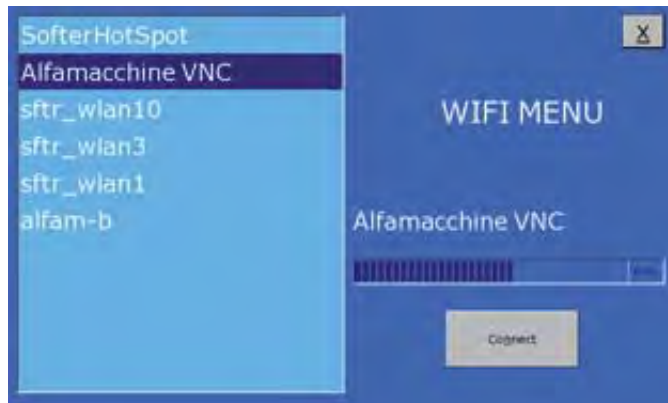 SofterHotSpot
Alfamacchine VNC
sftr_wlan10
sftr_wlan3
sftr_wlan1
alfam-b
X
WIFI MENU
Alfamacchine VNC
Connect